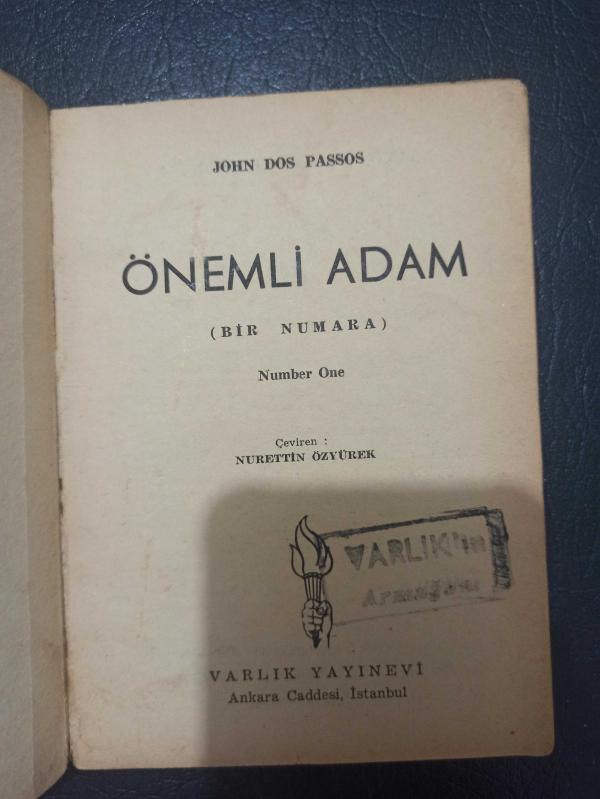 JOHN DOS PASSOS
ÖNEMLİ ADAM
(BİR NUMARA)
Number One
Çeviren :
NURETTİN ÖZYÜREK
VARLIK'ın
Armağanı
VARLIK YAYINEVİ
Ankara Caddesi, İstanbul